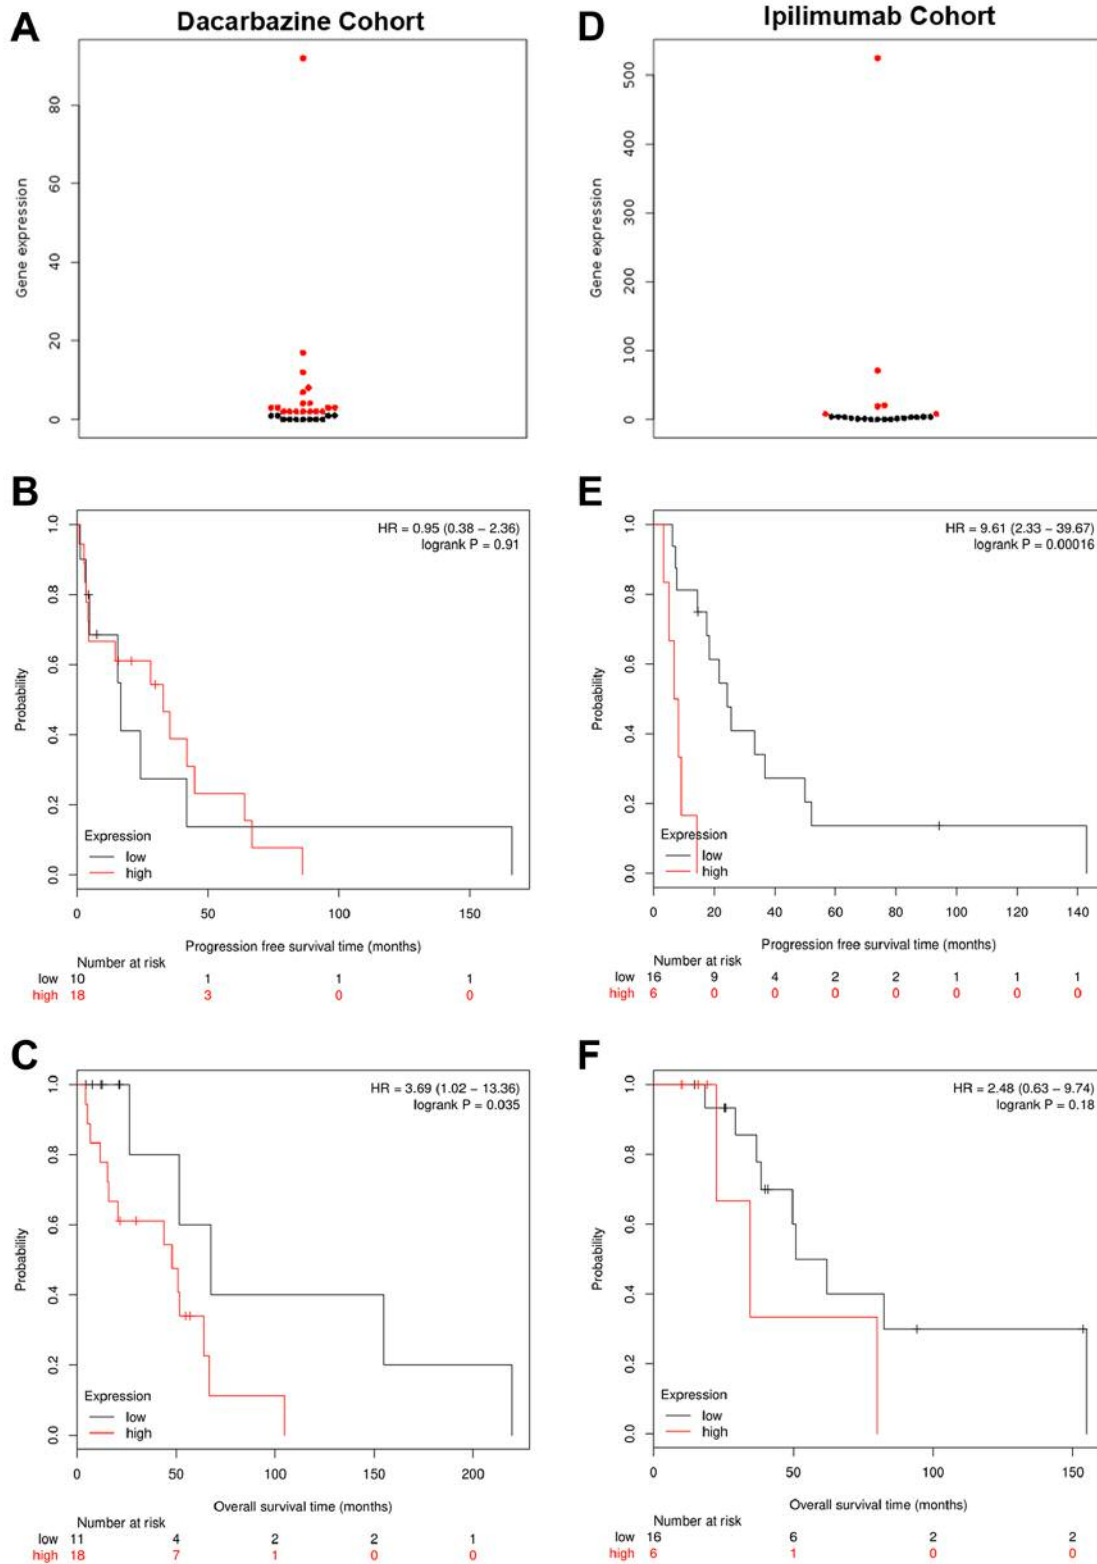 A
Dacarbazine Cohort
80
60
40
20
0
Gene expression
D
Ipilimumab Cohort
500
400
300
200
100
0
Gene expression
B
HR = 0.95 (0.38 – 2.36)
logrank P = 0.91
1.0
0.8
0.6
0.4
0.2
0.0
Probability
Expression
low
high
0 50 100 150
Progression free survival time (months)
Number at risk
low 10 1 1 1
high 18 3 0 0
E
HR = 9.61 (2.33 – 39.67)
logrank P = 0.00016
1.0
0.8
0.6
0.4
0.2
0.0
Probability
Expression
low
high
0 20 40 60 80 100 120 140
Progression free survival time (months)
Number at risk
low 16 9 4 2 2 1 1 1
high 6 0 0 0 0 0 0 0
C
HR = 3.69 (1.02 – 13.36)
logrank P = 0.035
1.0
0.8
0.6
0.4
0.2
0.0
Probability
Expression
low
high
0 50 100 150 200
Overall survival time (months)
Number at risk
low 11 4 2 2 1
high 18 7 1 0 0
F
HR = 2.48 (0.63 – 9.74)
logrank P = 0.18
1.0
0.8
0.6
0.4
0.2
0.0
Probability
Expression
low
high
0 50 100 150
Overall survival time (months)
Number at risk
low 16 6 2 2
high 6 1 0 0